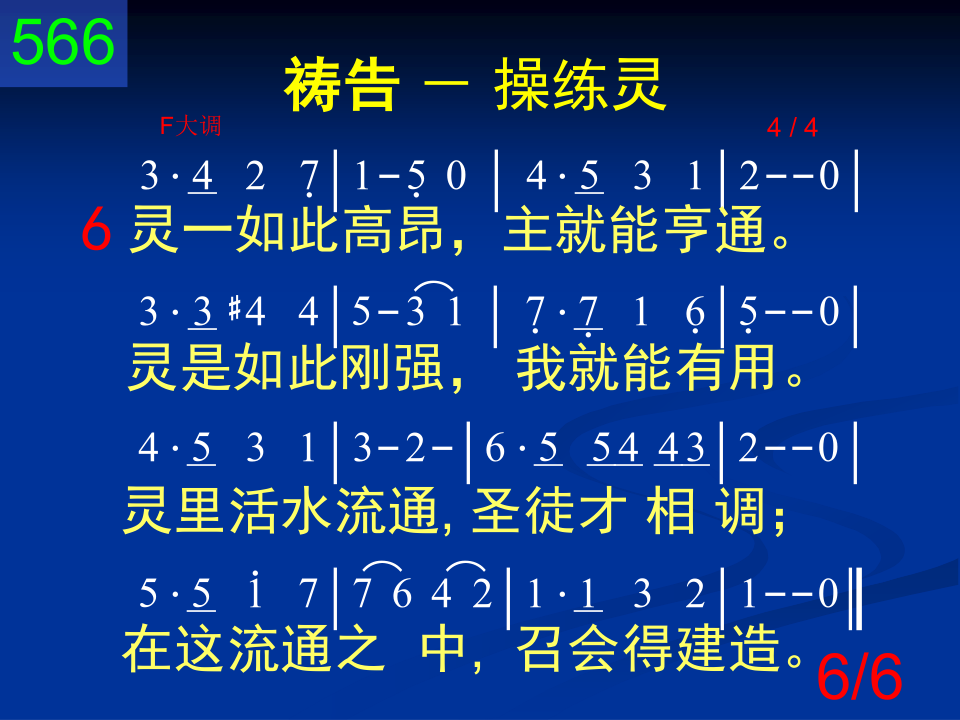 566
祷告 － 操练灵
F大调 4 / 4
3 · 4 2 7̣ | 1 - 5̣ 0 | 4 · 5 3 1 | 2 - - 0 |
6 灵一如此高昂，主就能亨通。
3 · 3 #4 4 | 5 - 3 1 | 7̣ · 7̣ 1 6̣ | 5̣ - - 0 |
灵是如此刚强， 我就能有用。
4 · 5 3 1 | 3 - 2 - | 6 · 5 5 4 4 3 | 2 - - 0 |
灵里活水流通, 圣徒才 相 调；
5 · 5 1̇ 7 | 7 6 4 2 | 1 · 1 3 2 | 1 - - 0 ‖
在这流通之 中, 召会得建造。
6/6